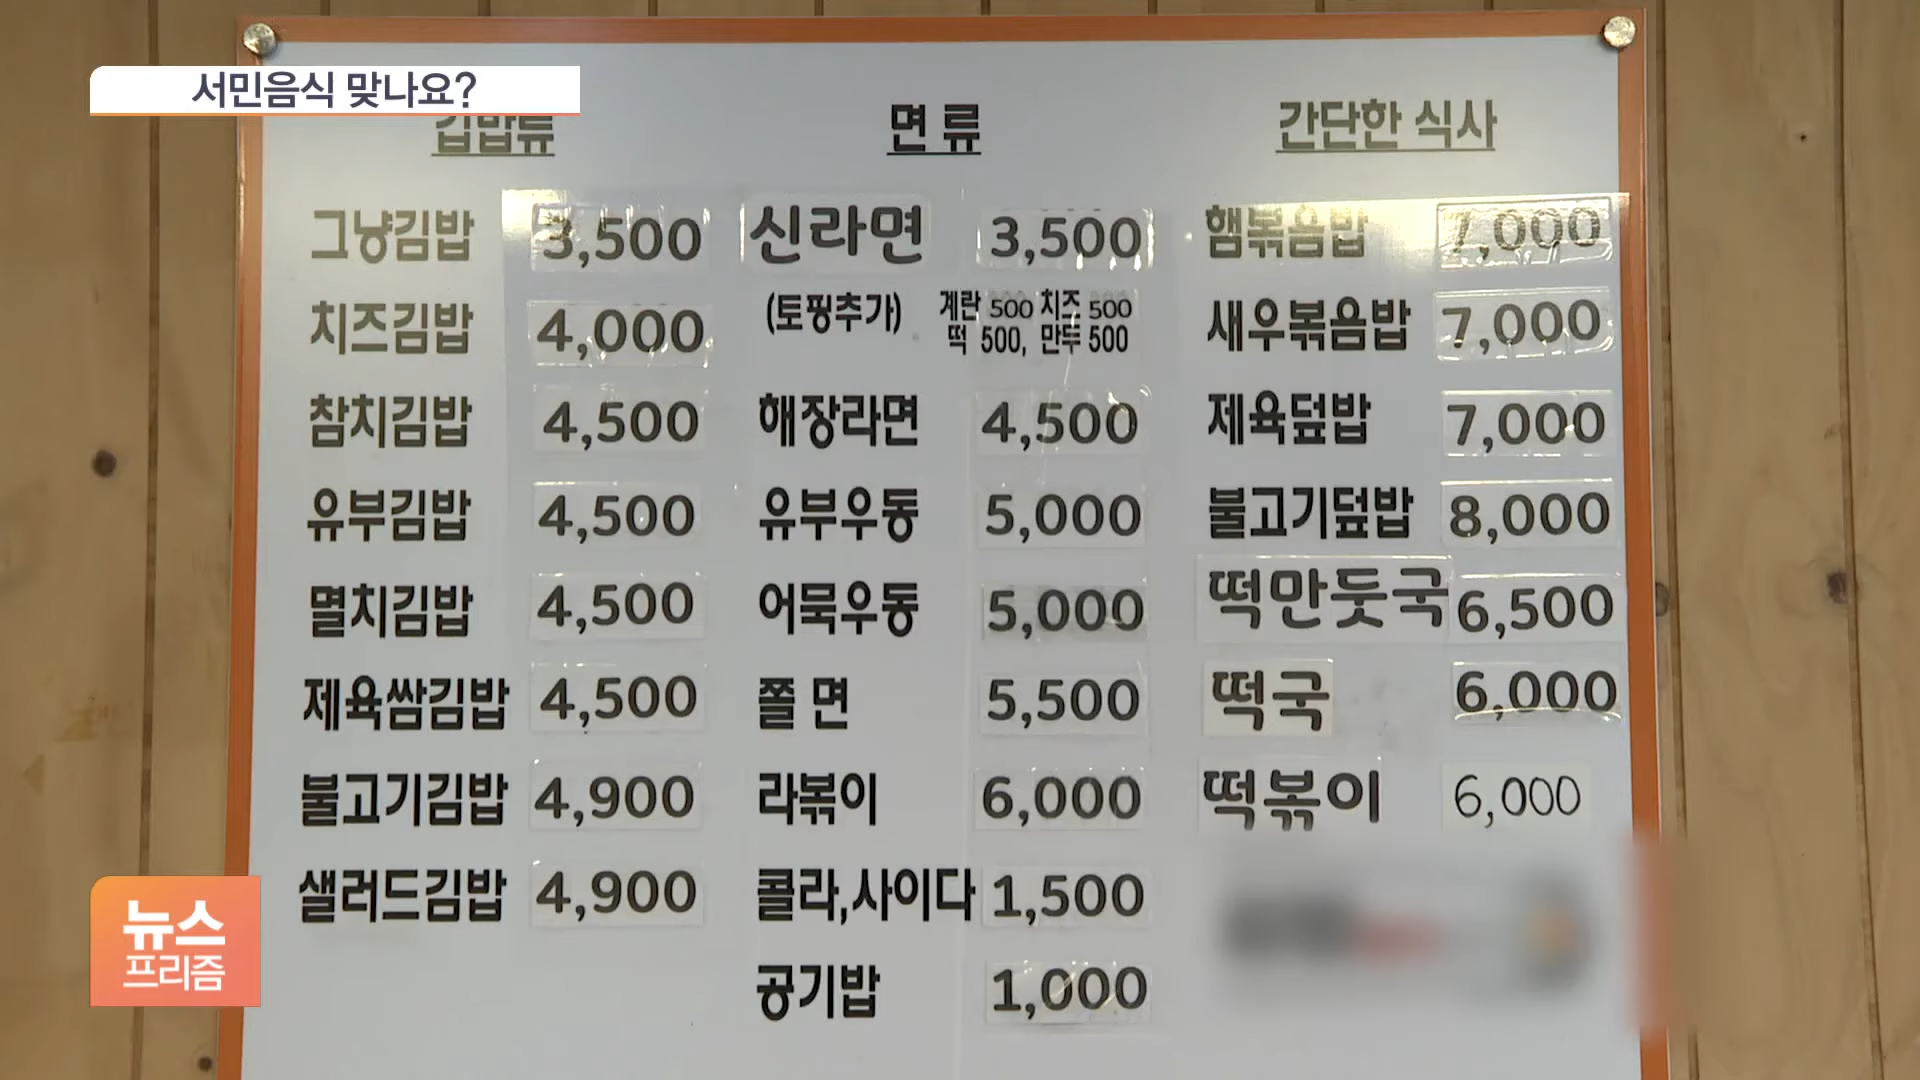 서민음식 맞나요?
김밥류
그냥김밥 3,500
치즈김밥 4,000
참치김밥 4,500
유부김밥 4,500
멸치김밥 4,500
제육쌈김밥 4,500
불고기김밥 4,900
샐러드김밥 4,900
면 류
신라면 3,500
(토핑추가) 계란 500 치즈 500
떡 500, 만두 500
해장라면 4,500
유부우동 5,000
어묵우동 5,000
쫄 면 5,500
라볶이 6,000
콜라,사이다 1,500
공기밥 1,000
간단한 식사
햄볶음밥 7,000
새우볶음밥 7,000
제육덮밥 7,000
불고기덮밥 8,000
떡만둣국 6,500
떡국 6,000
떡볶이 6,000
뉴스
프리즘